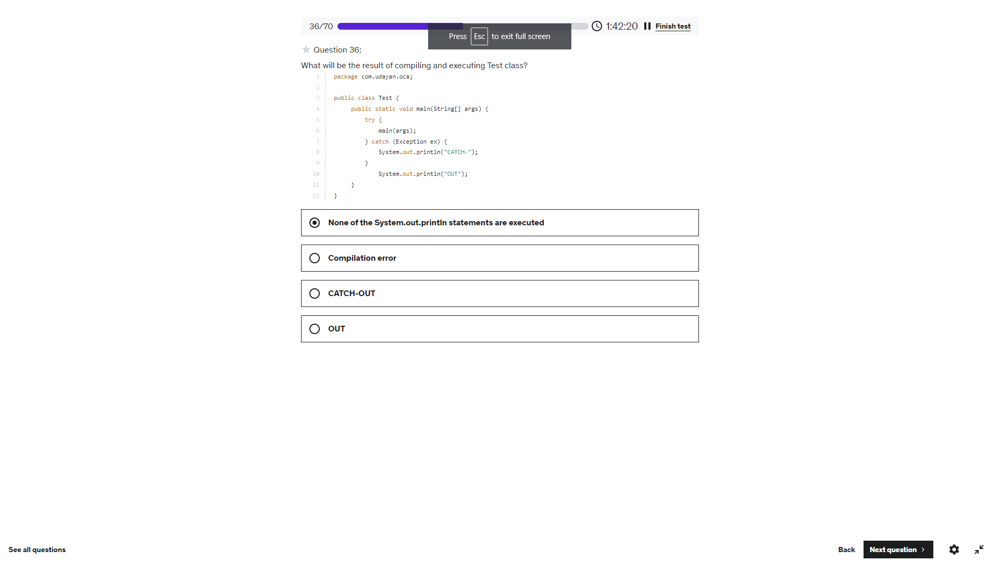 36/70
1:42:20
Finish test
Press Esc to exit full screen
Question 36:
What will be the result of compiling and executing Test class?
1 package com.udayan.oca;
2
3 public class Test {
4 public static void main(String[] args) {
5 try {
6 main(args);
7 } catch (Exception ex) {
8 System.out.println("CATCH-");
9 }
10 System.out.println("OUT");
11 }
12 }
None of the System.out.println statements are executed
Compilation error
CATCH-OUT
OUT
See all questions
Back
Next question